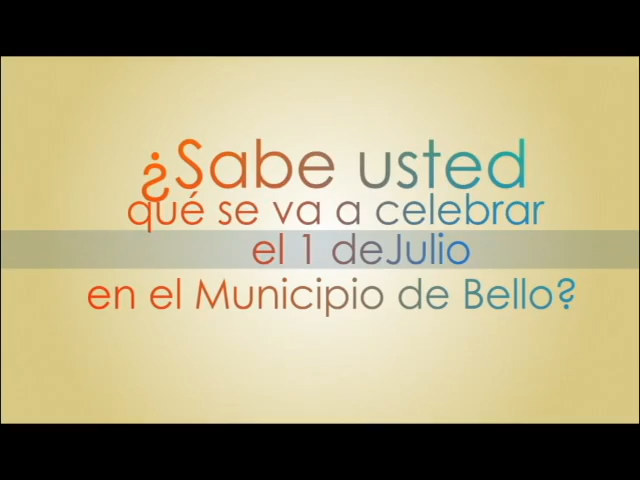 ¿Sabe usted
qué se va a celebrar
el 1 deJulio
en el Municipio de Bello?